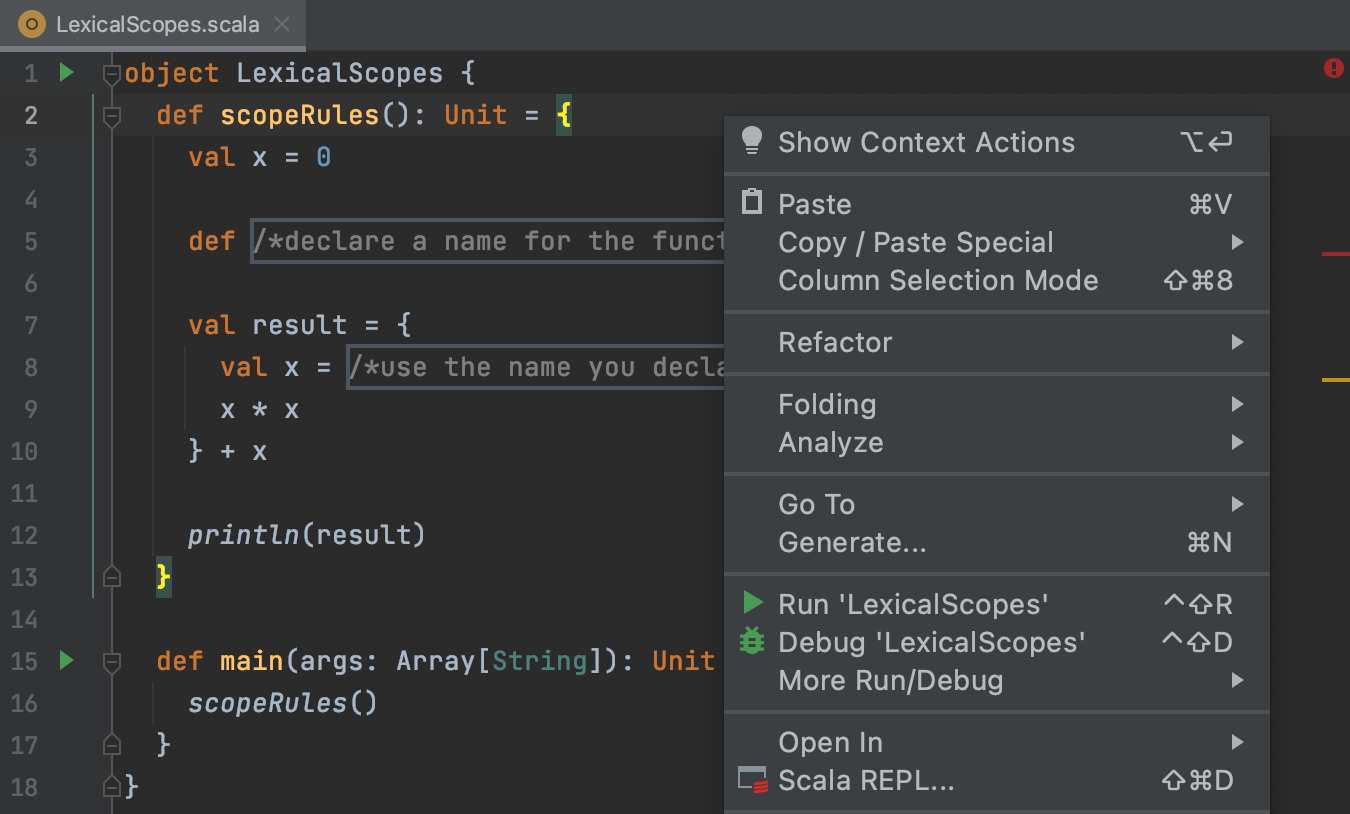 LexicalScopes.scala
1 object LexicalScopes {
2 def scopeRules(): Unit = {
3 val x = 0
4
5 def /*declare a name for the funct
6
7 val result = {
8 val x = /*use the name you decla
9 x * x
10 } + x
11
12 println(result)
13 }
14
15 def main(args: Array[String]): Unit
16 scopeRules()
17 }
18 }
Show Context Actions ⌥⏎
Paste ⌘V
Copy / Paste Special
Column Selection Mode ⇧⌘8
Refactor
Folding
Analyze
Go To
Generate... ⌘N
Run 'LexicalScopes' ^⇧R
Debug 'LexicalScopes' ^⇧D
More Run/Debug
Open In
Scala REPL... ⇧⌘D